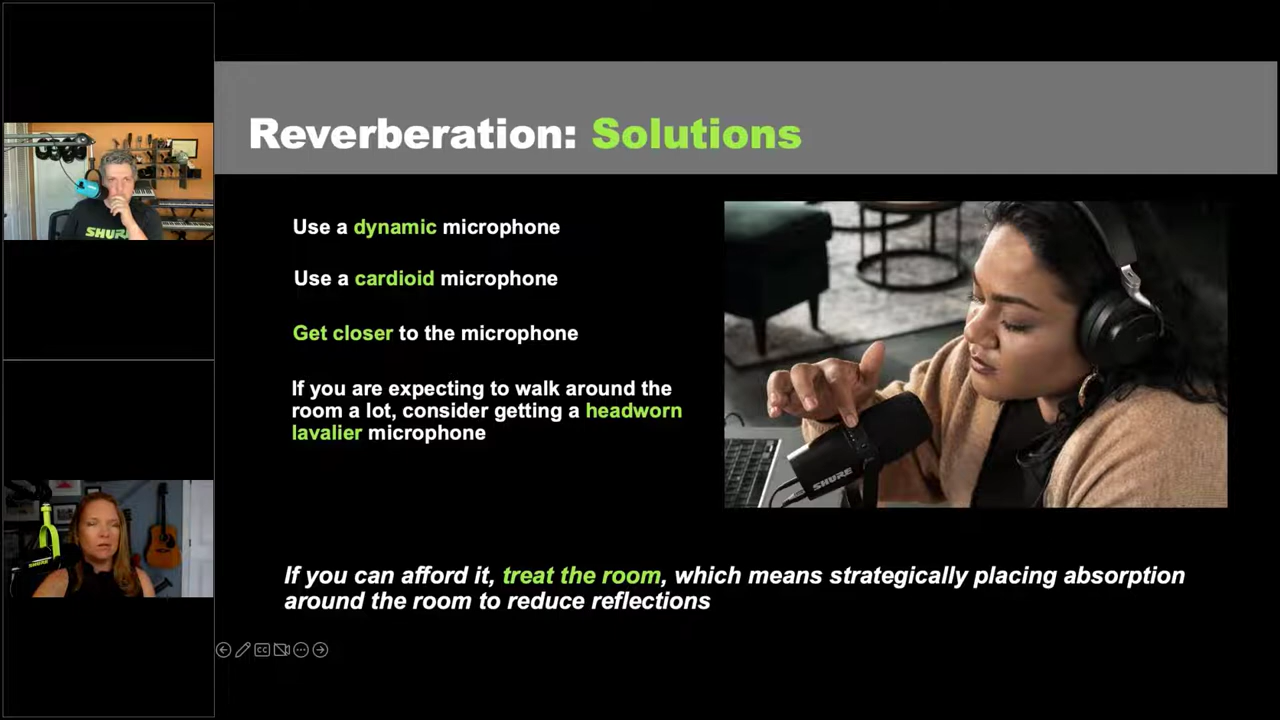 Reverberation: Solutions
Use a dynamic microphone
Use a cardioid microphone
Get closer to the microphone
If you are expecting to walk around the
room a lot, consider getting a headworn
lavalier microphone
SHURE
If you can afford it, treat the room, which means strategically placing absorption
around the room to reduce reflections
SHURE
SHURE
CC